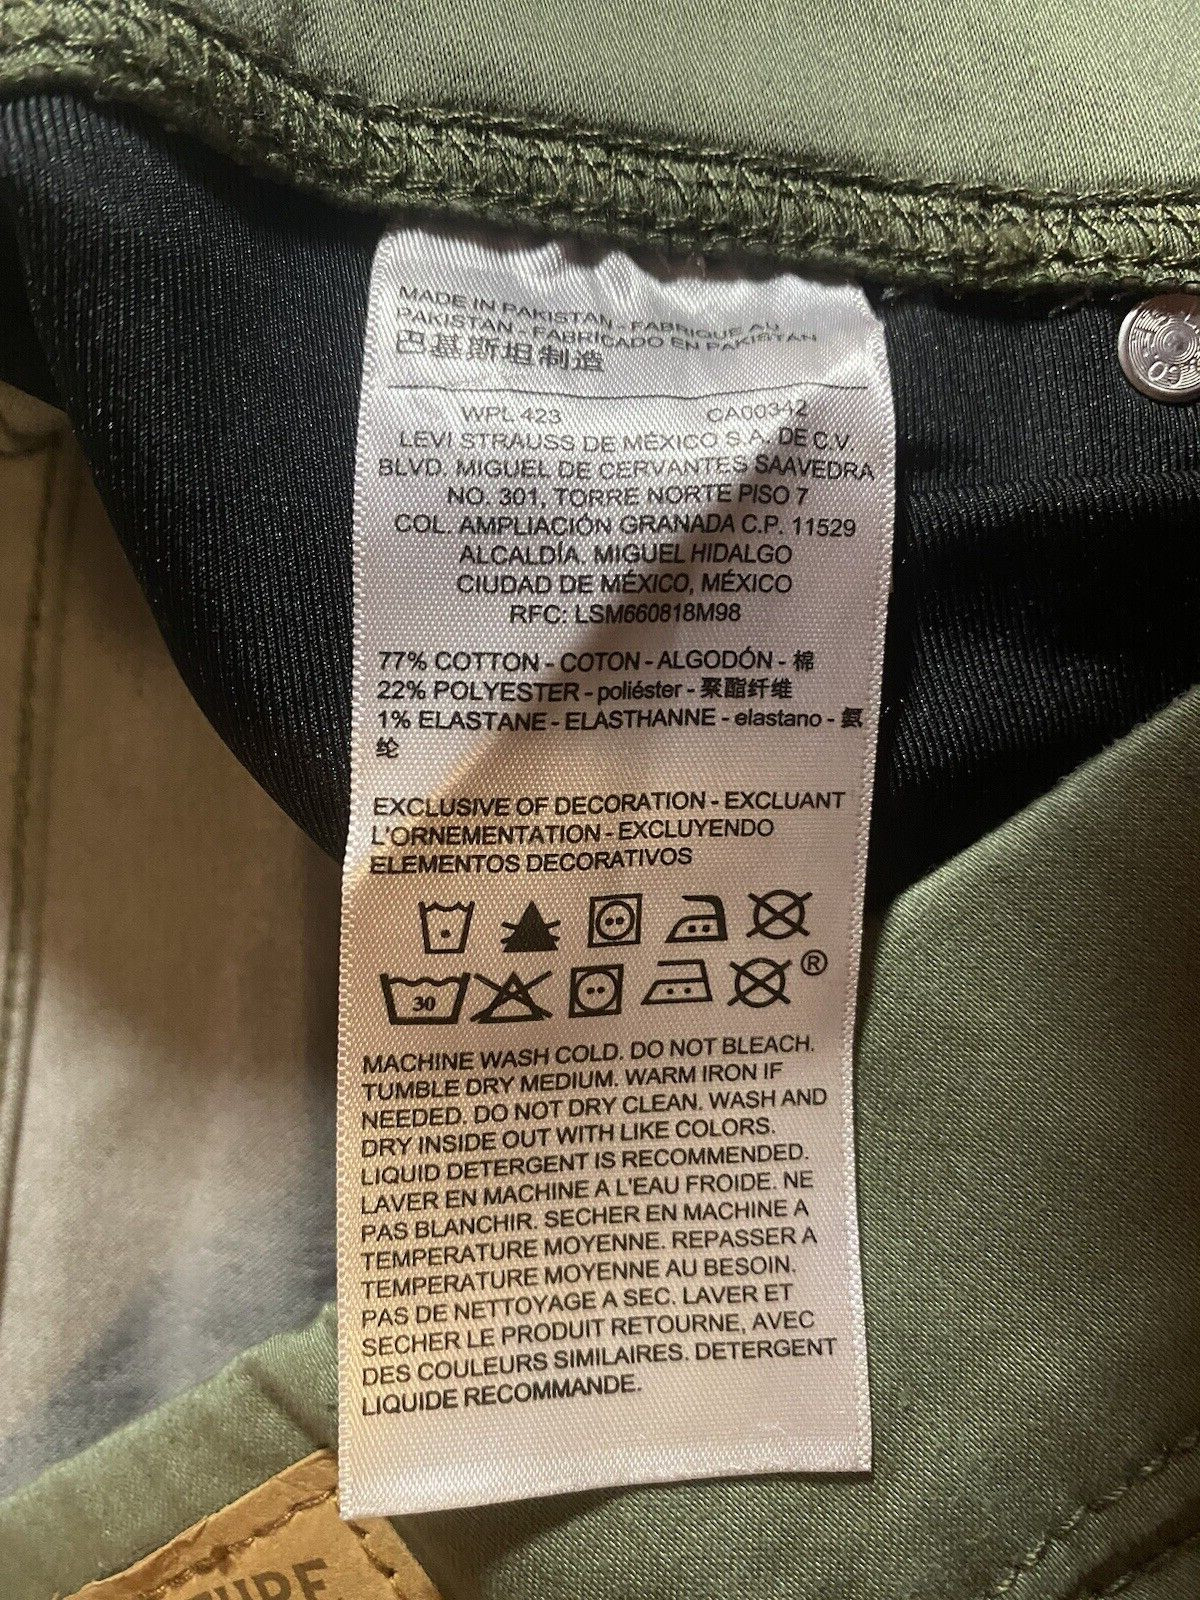 MADE IN PAKISTAN - FABRIQUE AU
PAKISTAN - FABRICADO EN PAKISTAN
巴基斯坦制造
WPL 423 CA00342
LEVI STRAUSS DE MÉXICO S.A. DE C.V.
BLVD. MIGUEL DE CERVANTES SAAVEDRA
NO. 301, TORRE NORTE PISO 7
COL. AMPLIACIÓN GRANADA C.P. 11529
ALCALDÍA. MIGUEL HIDALGO
CIUDAD DE MÉXICO, MÉXICO
RFC: LSM660818M98
77% COTTON - COTON - ALGODÓN - 棉
22% POLYESTER - poliéster - 聚酯纤维
1% ELASTANE - ELASTHANNE - elastano - 氨
纶
EXCLUSIVE OF DECORATION - EXCLUANT
L'ORNEMENTATION - EXCLUYENDO
ELEMENTOS DECORATIVOS
®
30
MACHINE WASH COLD. DO NOT BLEACH.
TUMBLE DRY MEDIUM. WARM IRON IF
NEEDED. DO NOT DRY CLEAN. WASH AND
DRY INSIDE OUT WITH LIKE COLORS.
LIQUID DETERGENT IS RECOMMENDED.
LAVER EN MACHINE A L'EAU FROIDE. NE
PAS BLANCHIR. SECHER EN MACHINE A
TEMPERATURE MOYENNE. REPASSER A
TEMPERATURE MOYENNE AU BESOIN.
PAS DE NETTOYAGE A SEC. LAVER ET
SECHER LE PRODUIT RETOURNE, AVEC
DES COULEURS SIMILAIRES. DETERGENT
LIQUIDE RECOMMANDE.